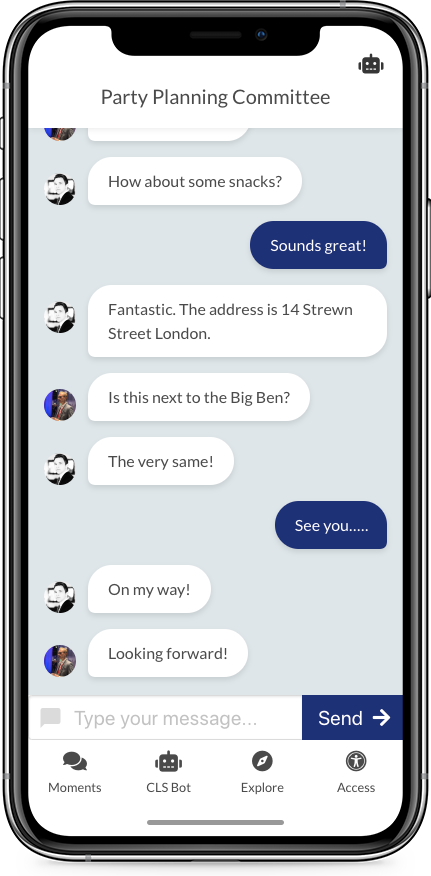 Party Planning Committee
How about some snacks?
Sounds great!
Fantastic. The address is 14 Strewn
Street London.
Is this next to the Big Ben?
The very same!
See you.....
On my way!
Looking forward!
Type your message...
Send
Moments
CLS Bot
Explore
Access